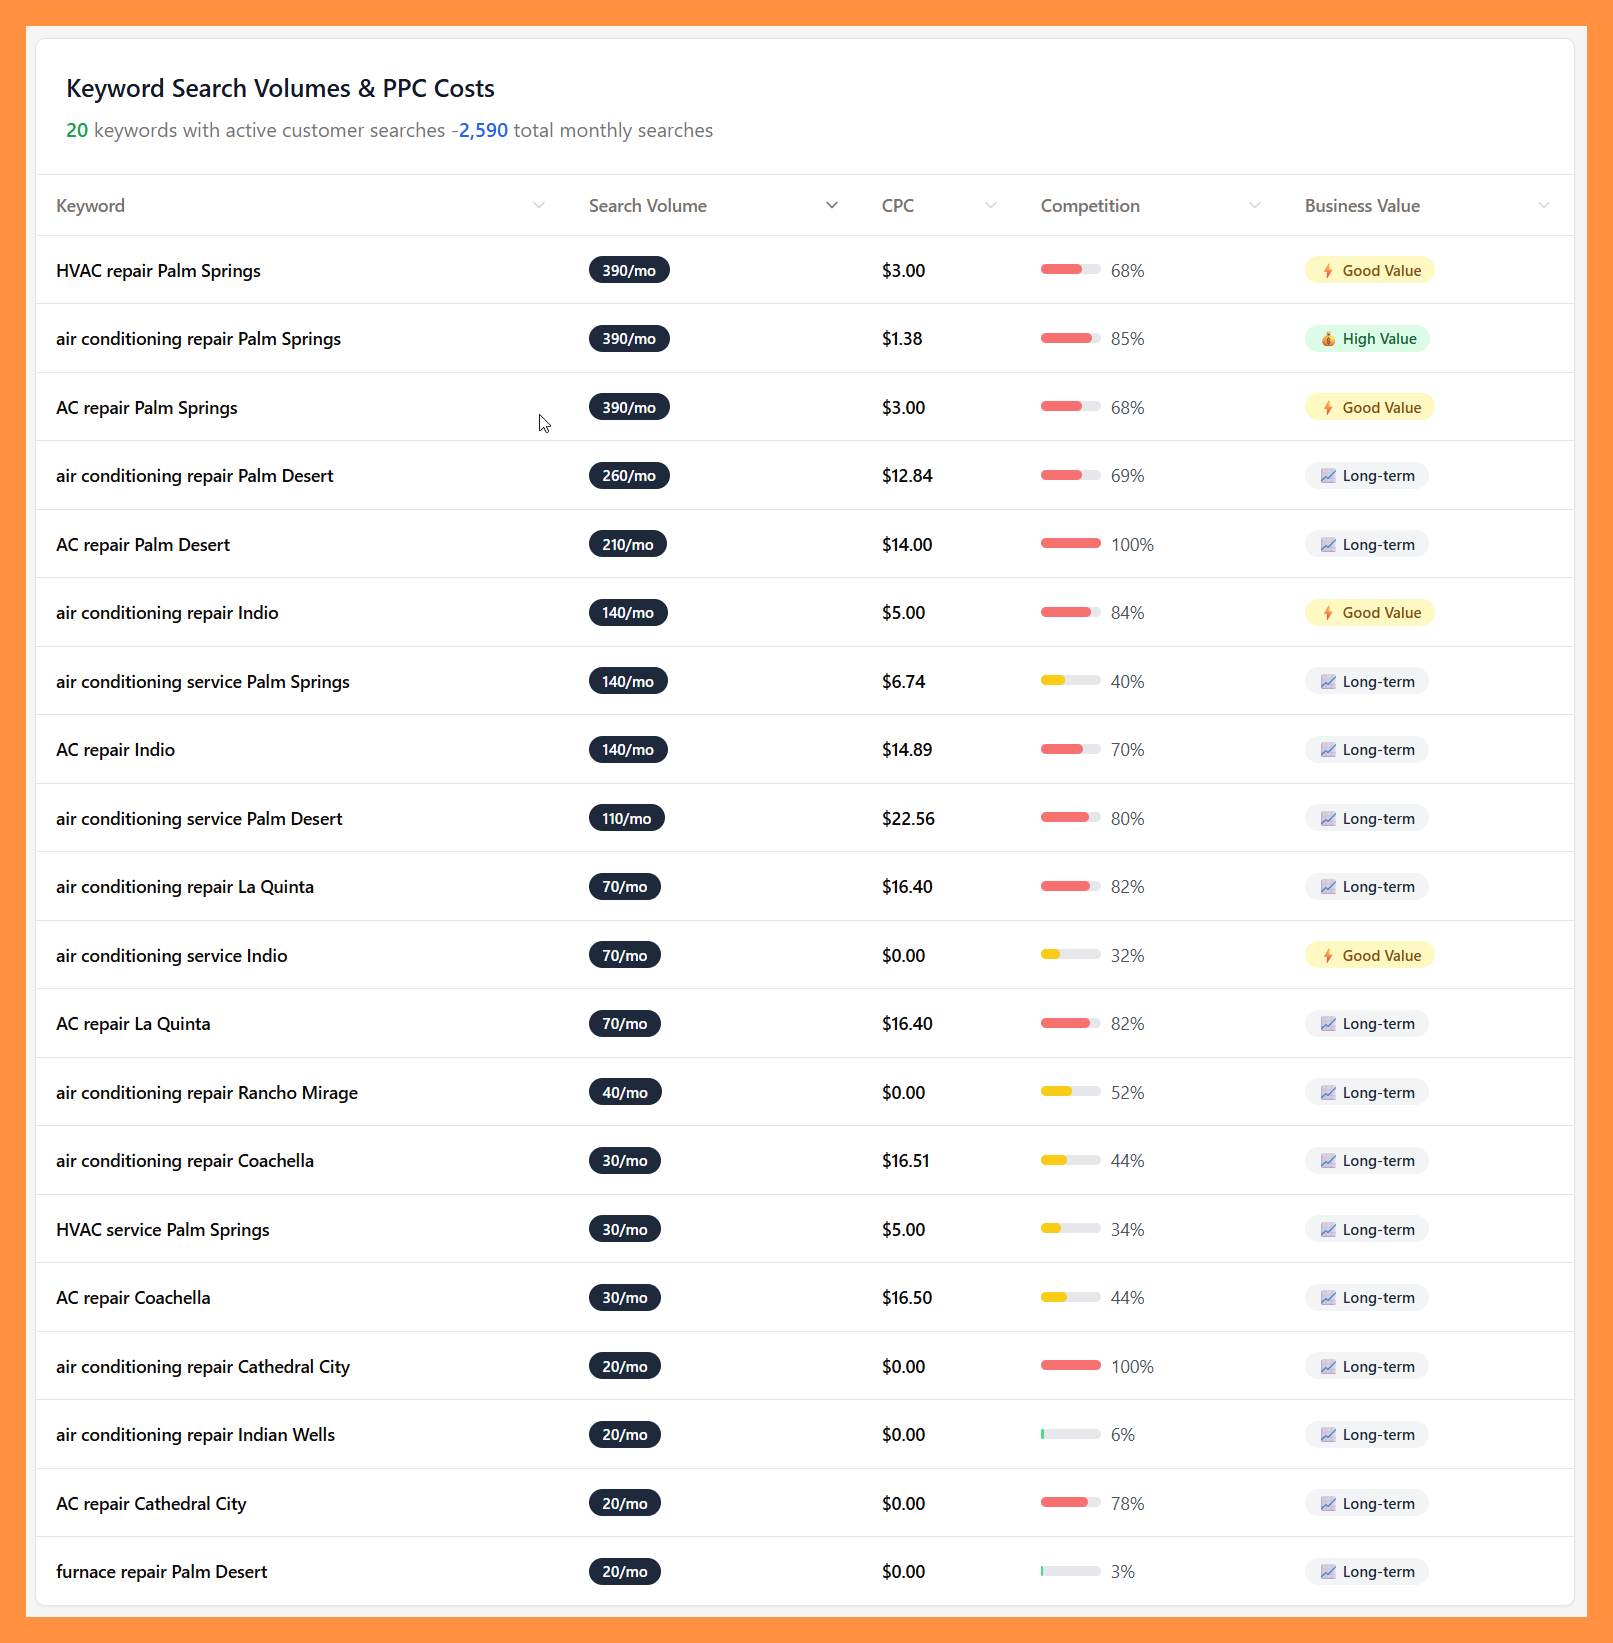 Keyword Search Volumes & PPC Costs
20 keywords with active customer searches -2,590 total monthly searches
Keyword Search Volume CPC Competition Business Value
HVAC repair Palm Springs 390/mo $3.00 68% Good Value
air conditioning repair Palm Springs 390/mo $1.38 85% High Value
AC repair Palm Springs 390/mo $3.00 68% Good Value
air conditioning repair Palm Desert 260/mo $12.84 69% Long-term
AC repair Palm Desert 210/mo $14.00 100% Long-term
air conditioning repair Indio 140/mo $5.00 84% Good Value
air conditioning service Palm Springs 140/mo $6.74 40% Long-term
AC repair Indio 140/mo $14.89 70% Long-term
air conditioning service Palm Desert 110/mo $22.56 80% Long-term
air conditioning repair La Quinta 70/mo $16.40 82% Long-term
air conditioning service Indio 70/mo $0.00 32% Good Value
AC repair La Quinta 70/mo $16.40 82% Long-term
air conditioning repair Rancho Mirage 40/mo $0.00 52% Long-term
air conditioning repair Coachella 30/mo $16.51 44% Long-term
HVAC service Palm Springs 30/mo $5.00 34% Long-term
AC repair Coachella 30/mo $16.50 44% Long-term
air conditioning repair Cathedral City 20/mo $0.00 100% Long-term
air conditioning repair Indian Wells 20/mo $0.00 6% Long-term
AC repair Cathedral City 20/mo $0.00 78% Long-term
furnace repair Palm Desert 20/mo $0.00 3% Long-term